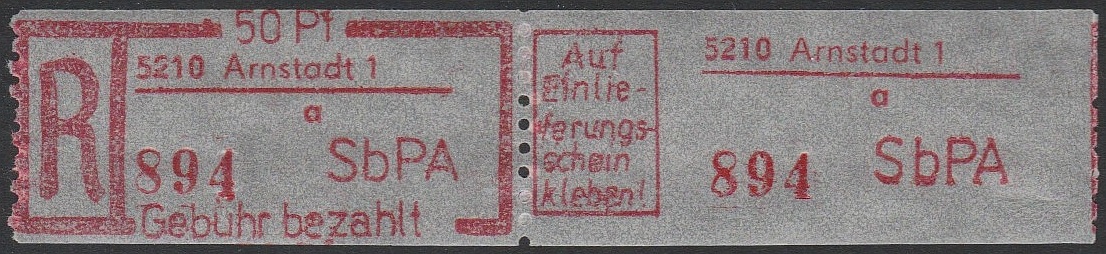 50 Pf
R
5210 Arnstadt 1
a
894 SbPA
Gebühr bezahlt
Auf
Einlie-
ferungs-
schein
kleben!
5210 Arnstadt 1
a
894 SbPA